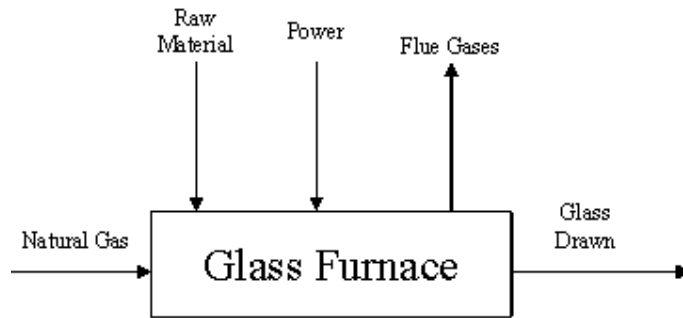 Raw
Material
Power
Flue Gases
Natural Gas
Glass Furnace
Glass
Drawn